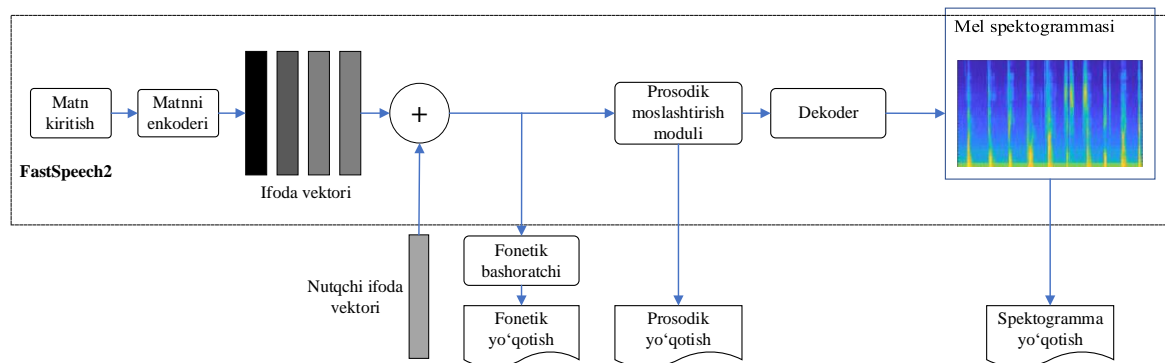 Mel spektogrammasi
Matn
kiritish
Matnni
enkoderi
+
Prosodik
moslashtirish
moduli
Dekoder
FastSpeech2
Ifoda vektori
Nutqchi ifoda
vektori
Fonetik
bashoratchi
Fonetik
yo‘qotish
Prosodik
yo‘qotish
Spektogramma
yo‘qotish